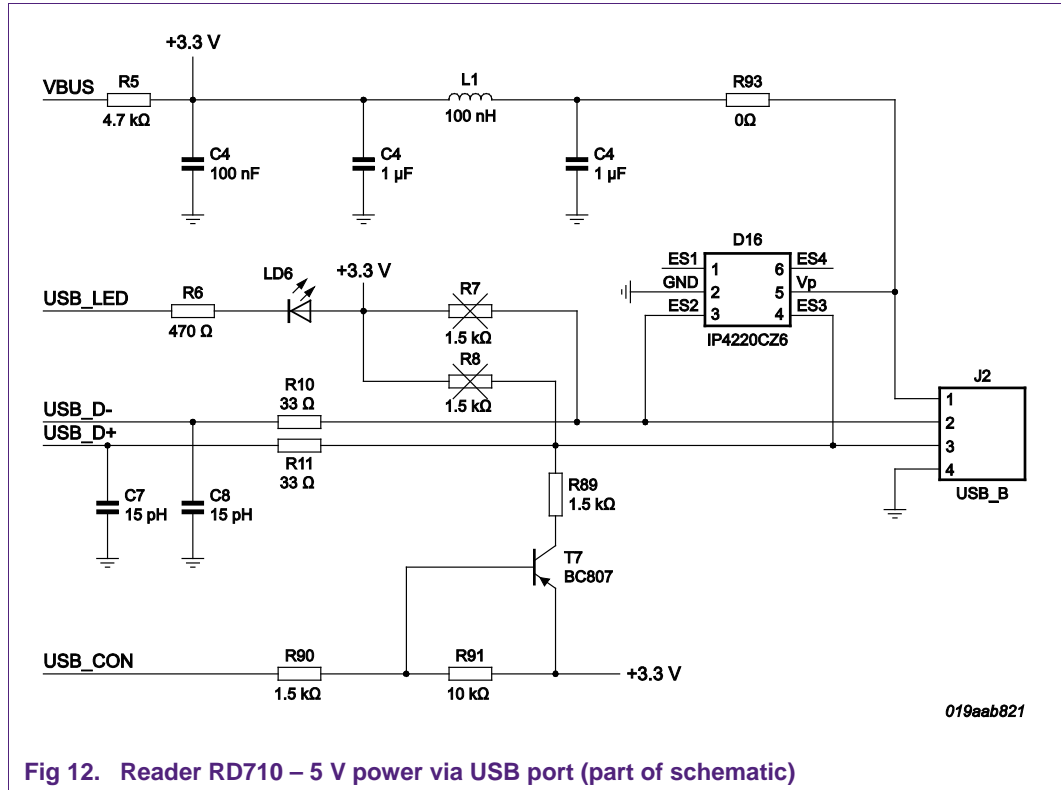 +3.3 V
VBUS
R5
4.7 kΩ
L1
100 nH
R93
0Ω
C4
100 nF
C4
1 µF
C4
1 µF
D16
ES1
1
6
ES4
GND
2
5
Vp
ES2
3
4
ES3
IP4220CZ6
USB_LED
R6
470 Ω
LD6
+3.3 V
R7
1.5 kΩ
R8
1.5 kΩ
J2
1
2
3
4
USB_B
USB_D-
R10
33 Ω
USB_D+
R11
33 Ω
C7
15 pH
C8
15 pH
R89
1.5 kΩ
T7
BC807
USB_CON
R90
1.5 kΩ
R91
10 kΩ
+3.3 V
019aab821
Fig 12. Reader RD710 – 5 V power via USB port (part of schematic)